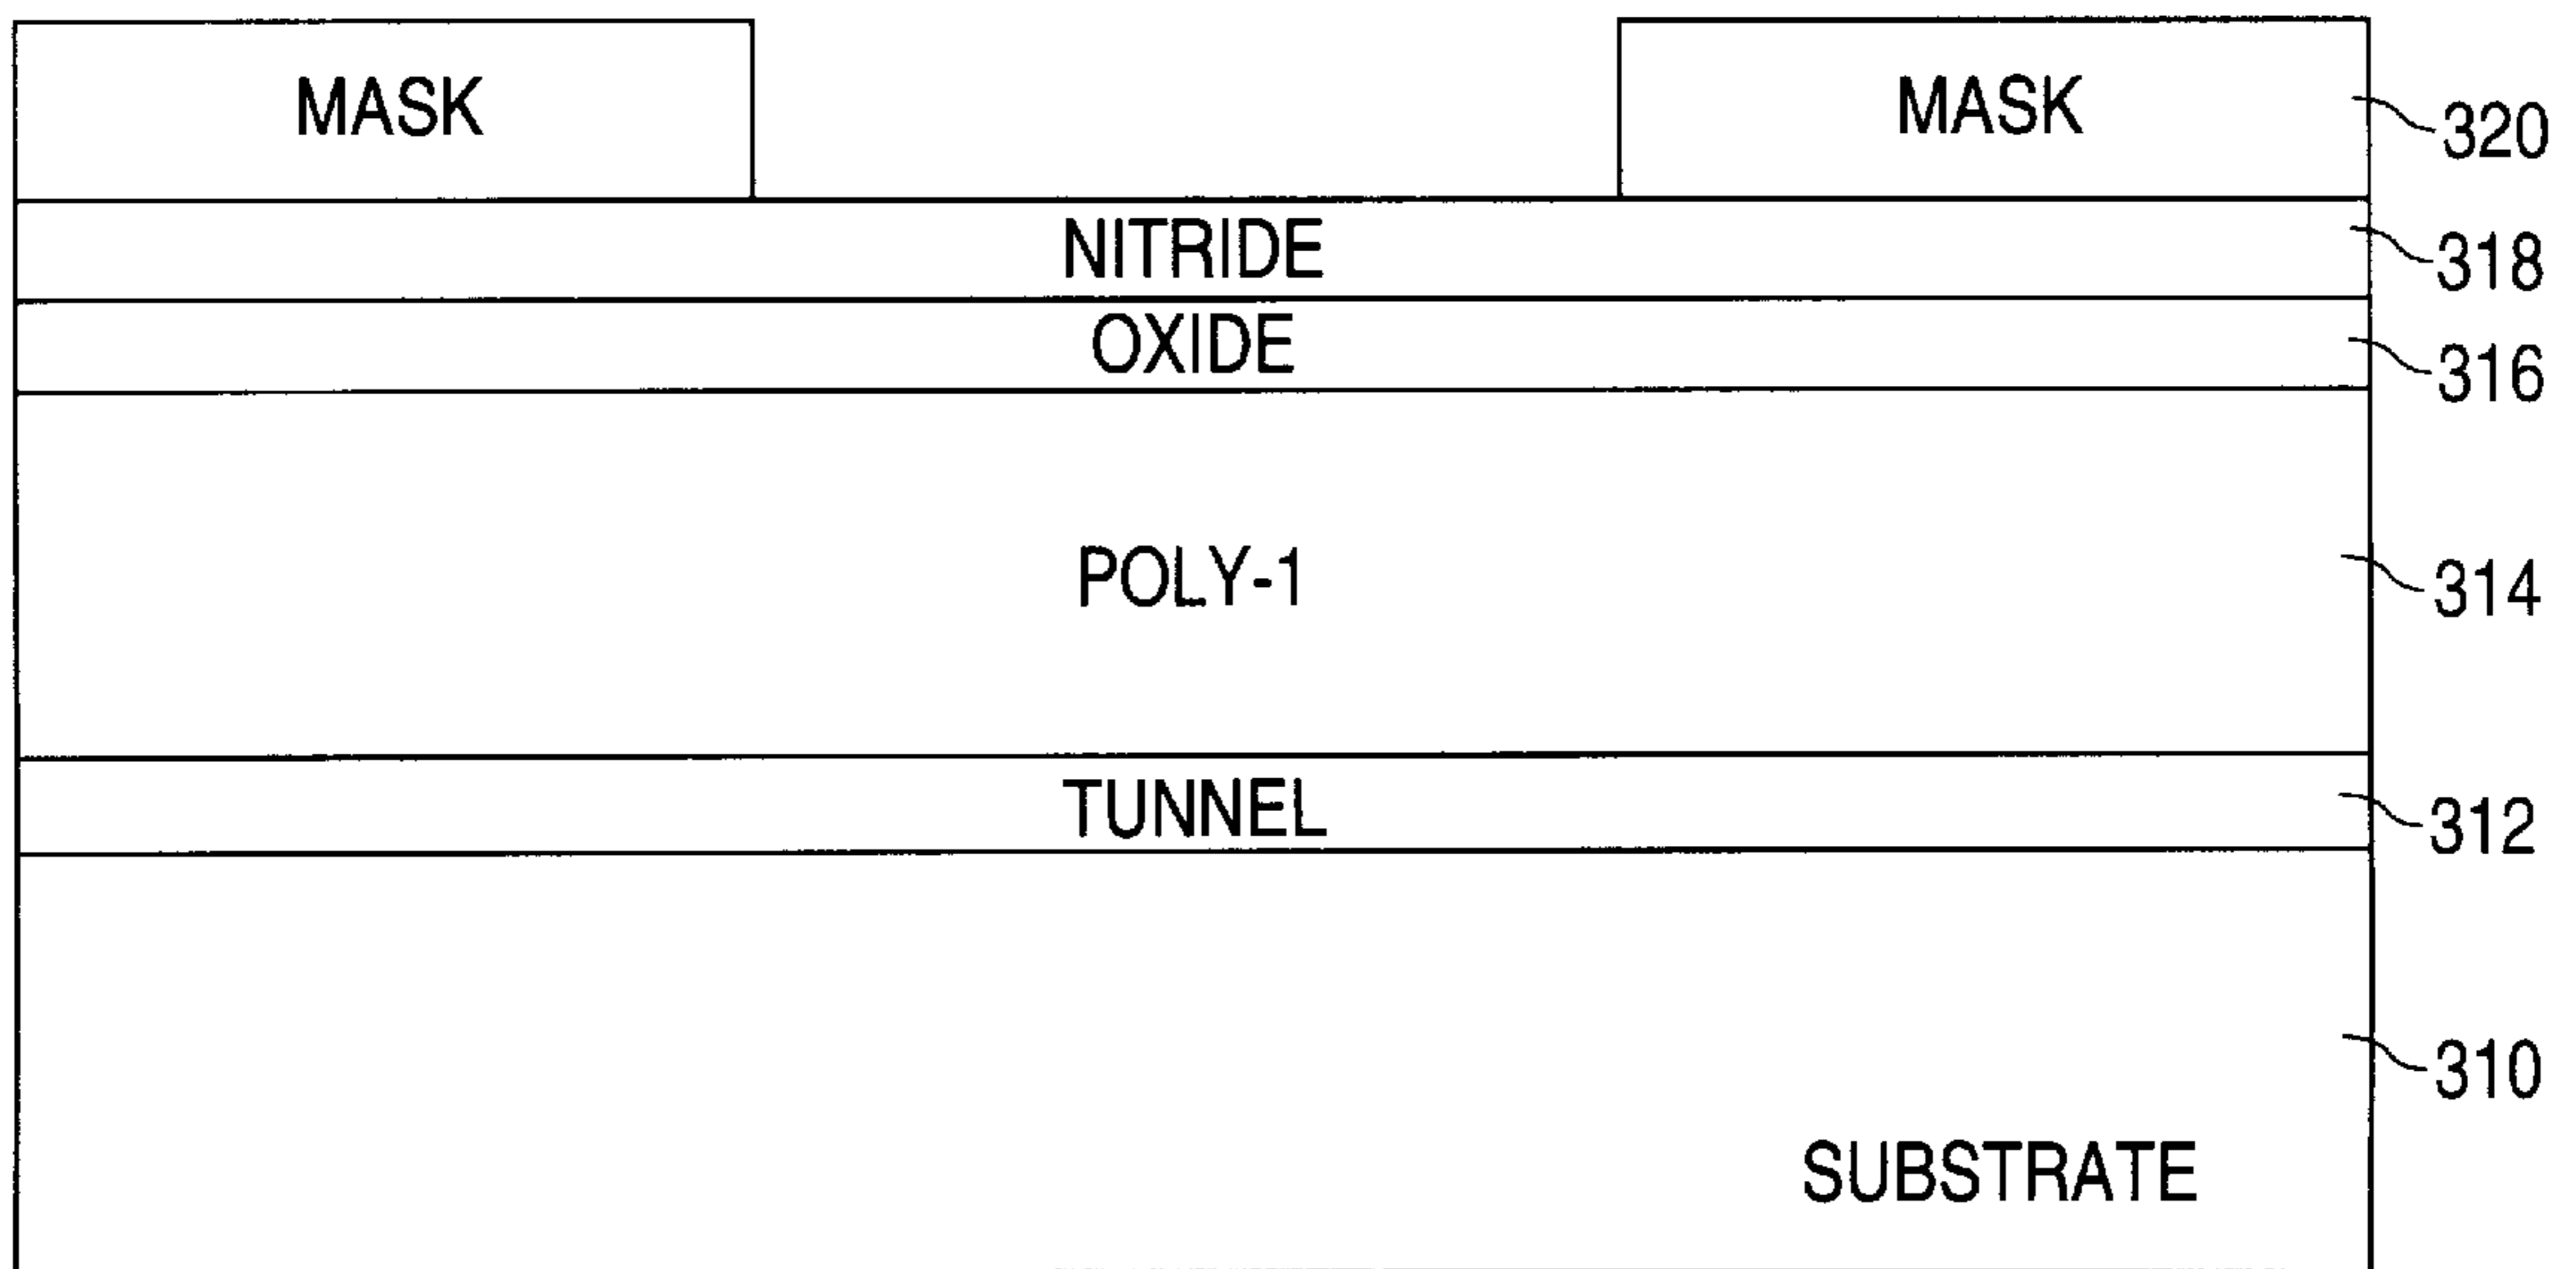 MASK MASK 320
NITRIDE 318
OXIDE 316
POLY-1 314
TUNNEL 312
310
SUBSTRATE